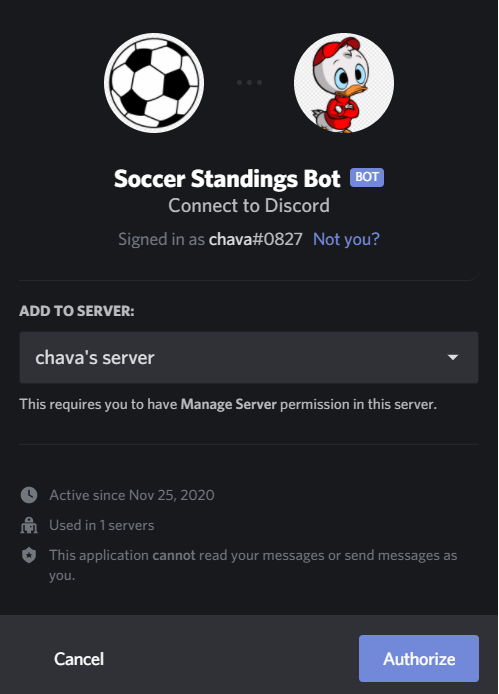 Soccer Standings Bot BOT
Connect to Discord
Signed in as chava#0827 Not you?
ADD TO SERVER:
chava's server
This requires you to have Manage Server permission in this server.
Active since Nov 25, 2020
Used in 1 servers
This application cannot read your messages or send messages as
you.
Cancel Authorize